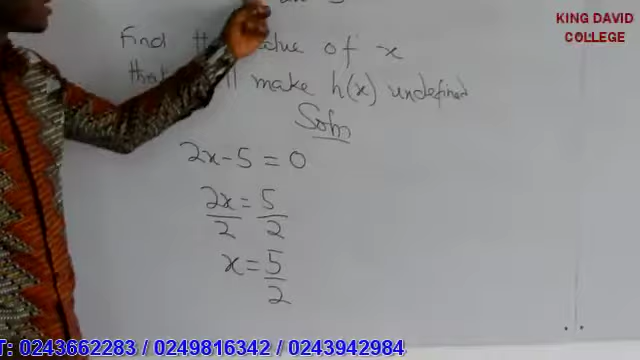 KING DAVID
COLLEGE
Find value of x
make h(x) undefined
Soln
2x - 5 = 0
2x/2 = 5/2
x = 5/2
T: 0243662283 / 0249816342 / 0243942984